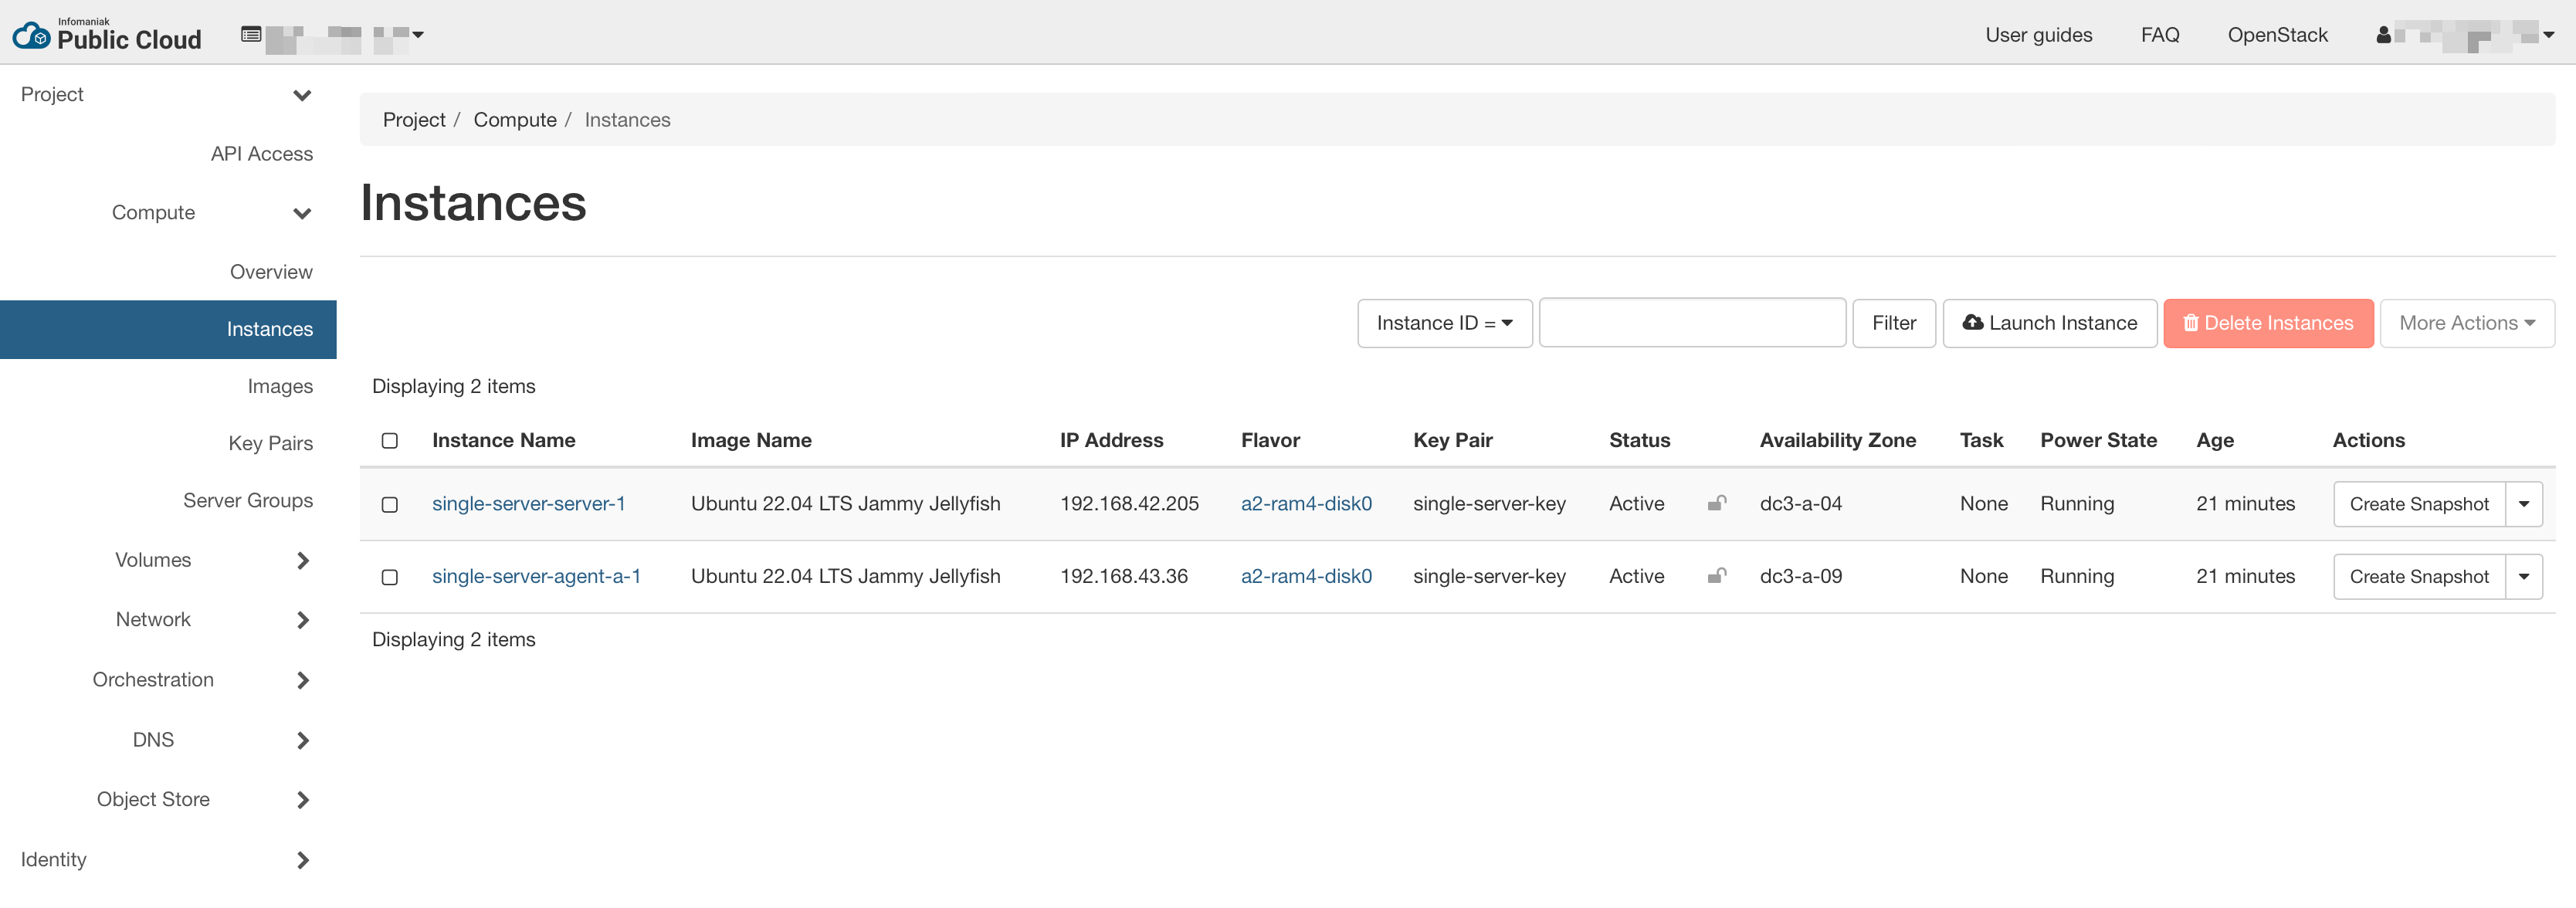 Infomaniak
Public Cloud
User guides FAQ OpenStack
Project
API Access
Compute
Overview
Instances
Images
Key Pairs
Server Groups
Volumes
Network
Orchestration
DNS
Object Store
Identity
Project / Compute / Instances
Instances
Instance ID = Filter Launch Instance Delete Instances More Actions
Displaying 2 items
Instance Name Image Name IP Address Flavor Key Pair Status Availability Zone Task Power State Age Actions
single-server-server-1 Ubuntu 22.04 LTS Jammy Jellyfish 192.168.42.205 a2-ram4-disk0 single-server-key Active dc3-a-04 None Running 21 minutes Create Snapshot
single-server-agent-a-1 Ubuntu 22.04 LTS Jammy Jellyfish 192.168.43.36 a2-ram4-disk0 single-server-key Active dc3-a-09 None Running 21 minutes Create Snapshot
Displaying 2 items